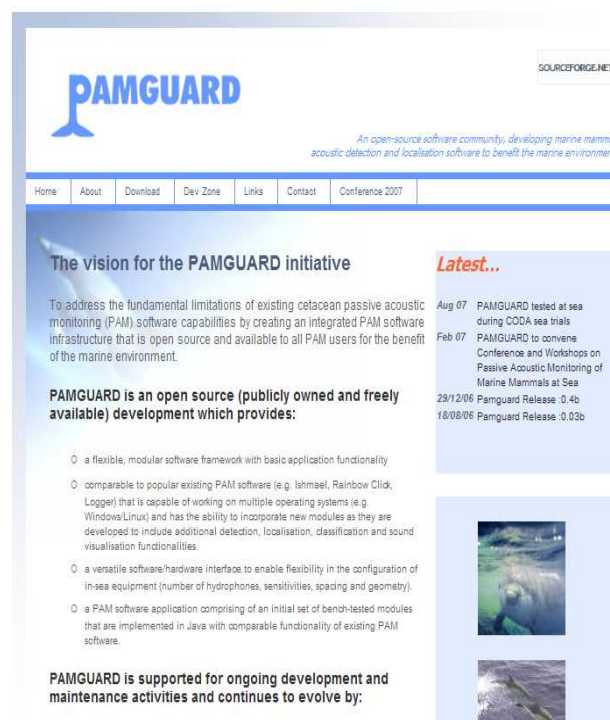 PAMGUARD
SOURCEFORGE.NET
An open-source software community, developing marine mamma
acoustic detection and localisation software to benefit the marine environmen
Home About Download Dev Zone Links Contact Conference 2007
The vision for the PAMGUARD initiative
To address the fundamental limitations of existing cetacean passive acoustic
monitoring (PAM) software capabilities by creating an integrated PAM software
infrastructure that is open source and available to all PAM users for the benefit
of the marine environment.
PAMGUARD is an open source (publicly owned and freely
available) development which provides:
a flexible, modular software framework with basic application functionality
comparable to popular existing PAM software (e.g. Ishmael, Rainbow Click,
Logger) that is capable of working on multiple operating systems (e.g.
Windows/Linux) and has the ability to incorporate new modules as they are
developed to include additional detection, localisation, classification and sound
visualisation functionalities.
a versatile software/hardware interface to enable flexibility in the configuration of
in-sea equipment (number of hydrophones, sensitivities, spacing and geometry).
a PAM software application comprising of an initial set of bench-tested modules
that are implemented in Java with comparable functionality of existing PAM
software.
PAMGUARD is supported for ongoing development and
maintenance activities and continues to evolve by:
Latest...
Aug 07 PAMGUARD tested at sea
during CODA sea trials
Feb 07 PAMGUARD to convene
Conference and Workshops on
Passive Acoustic Monitoring of
Marine Mammals at Sea
29/12/06 Pamguard Release :0.4b
18/08/06 Pamguard Release :0.03b